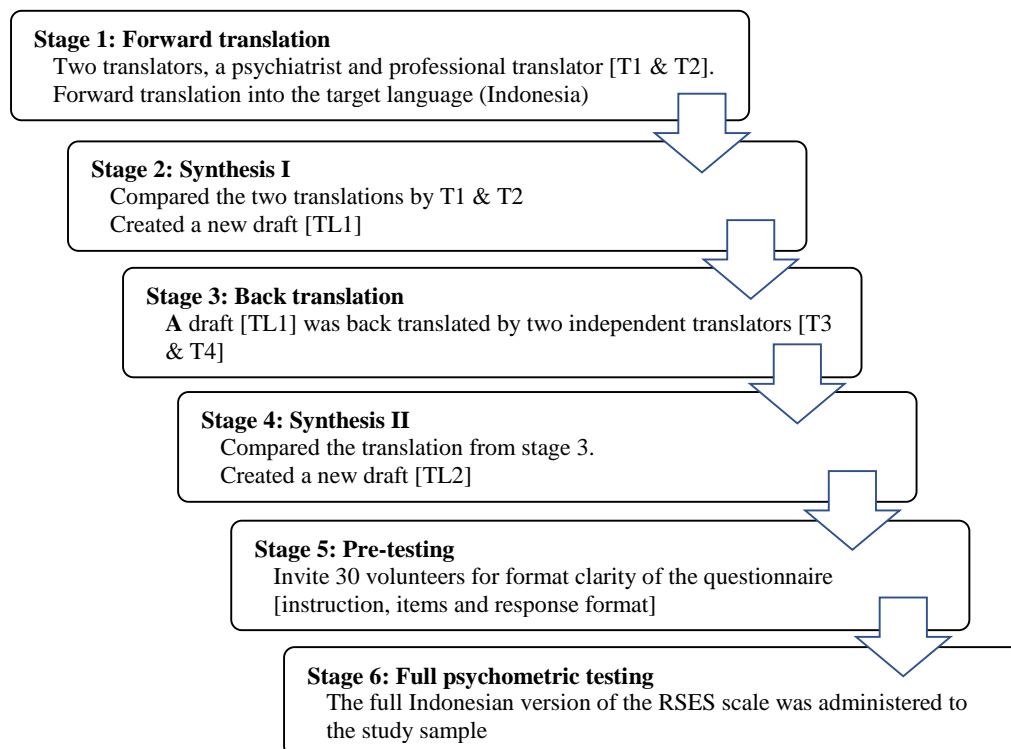 Stage 1: Forward translation
Two translators, a psychiatrist and professional translator [T1 & T2].
Forward translation into the target language (Indonesia)
Stage 2: Synthesis I
Compared the two translations by T1 & T2
Created a new draft [TL1]
Stage 3: Back translation
A draft [TL1] was back translated by two independent translators [T3
& T4]
Stage 4: Synthesis II
Compared the translation from stage 3.
Created a new draft [TL2]
Stage 5: Pre-testing
Invite 30 volunteers for format clarity of the questionnaire
[instruction, items and response format]
Stage 6: Full psychometric testing
The full Indonesian version of the RSES scale was administered to
the study sample